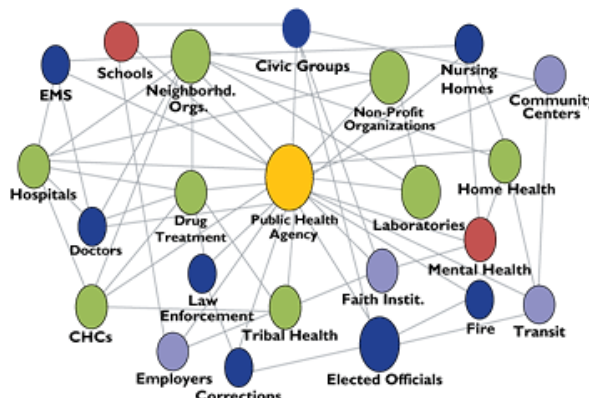 Civic Groups
Schools
Nursing
Homes
EMS
Neighborhd.
Orgs.
Community
Centers
Non-Profit
Organizations
Hospitals
Home Health
Drug
Treatment
Public Health
Agency
Laboratories
Doctors
Mental Health
Law
Enforcement
Faith Instit.
CHCs
Tribal Health
Fire
Transit
Employers
Elected Officials
Corrections